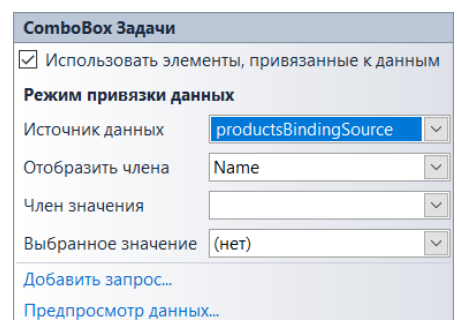 ComboBox Задачи
Использовать элементы, привязанные к данным
Режим привязки данных
Источник данных productsBindingSource
Отобразить члена Name
Член значения
Выбранное значение (нет)
Добавить запрос...
Предпросмотр данных...